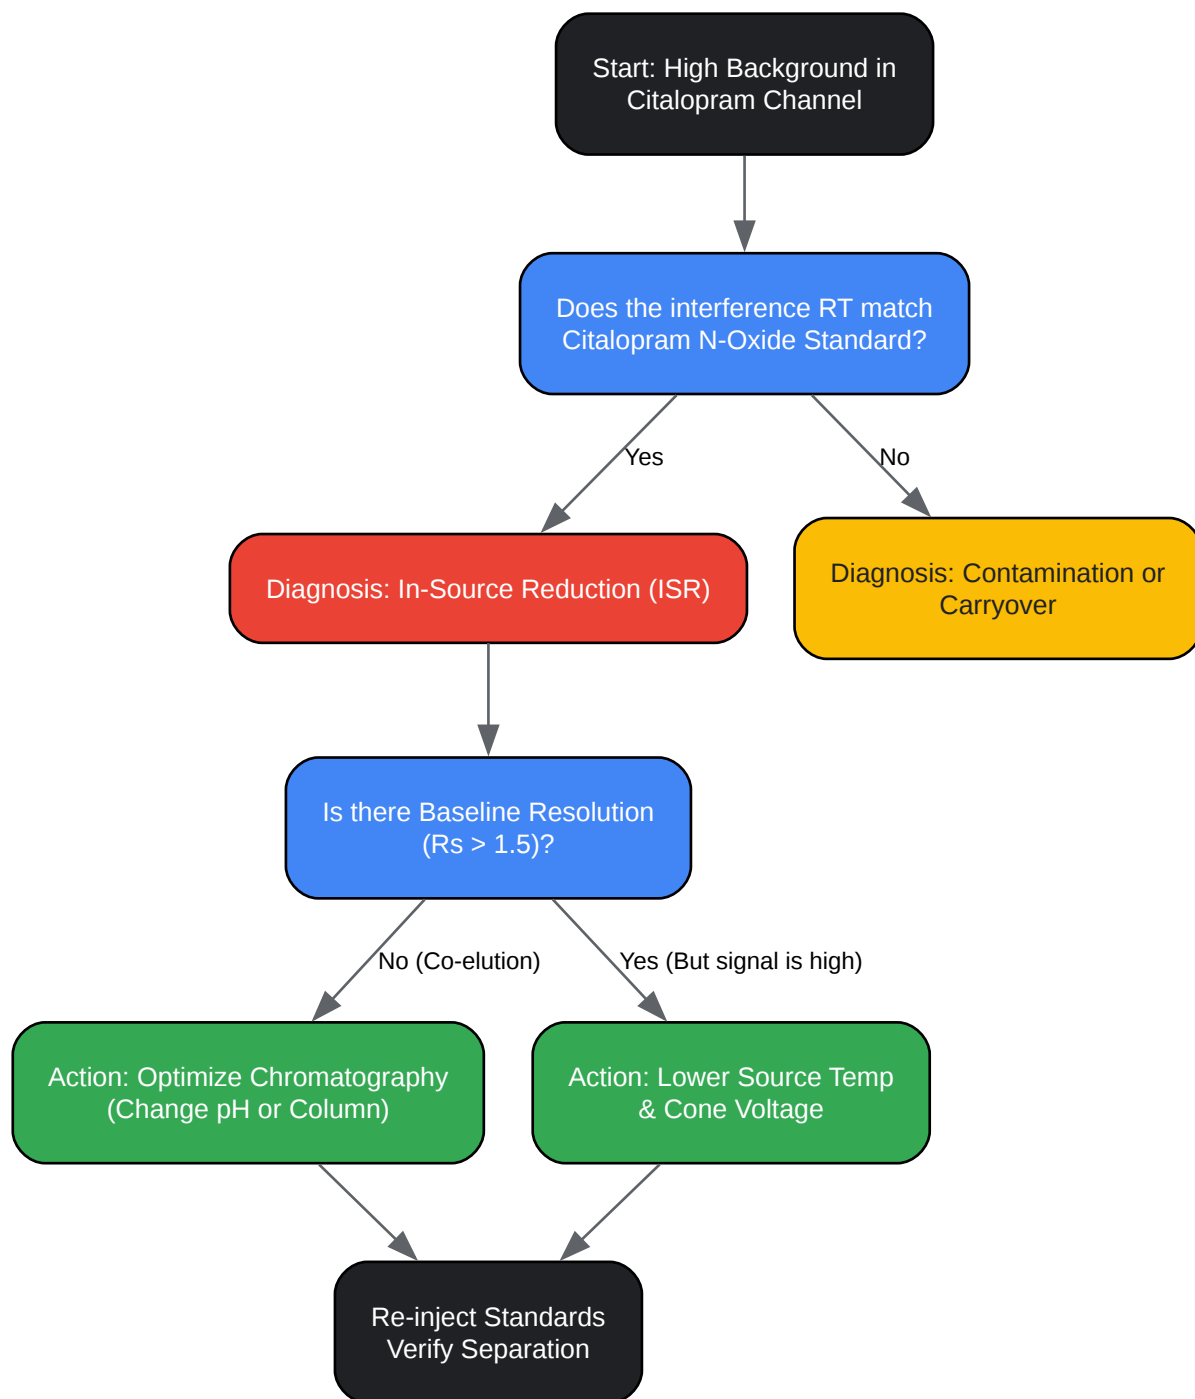 Start: High Background in
Citalopram Channel
Does the interference RT match
Citalopram N-Oxide Standard?
Yes
No
Diagnosis: In-Source Reduction (ISR)
Diagnosis: Contamination or
Carryover
Is there Baseline Resolution
(Rs > 1.5)?
No (Co-elution)
Yes (But signal is high)
Action: Optimize Chromatography
(Change pH or Column)
Action: Lower Source Temp
& Cone Voltage
Re-inject Standards
Verify Separation